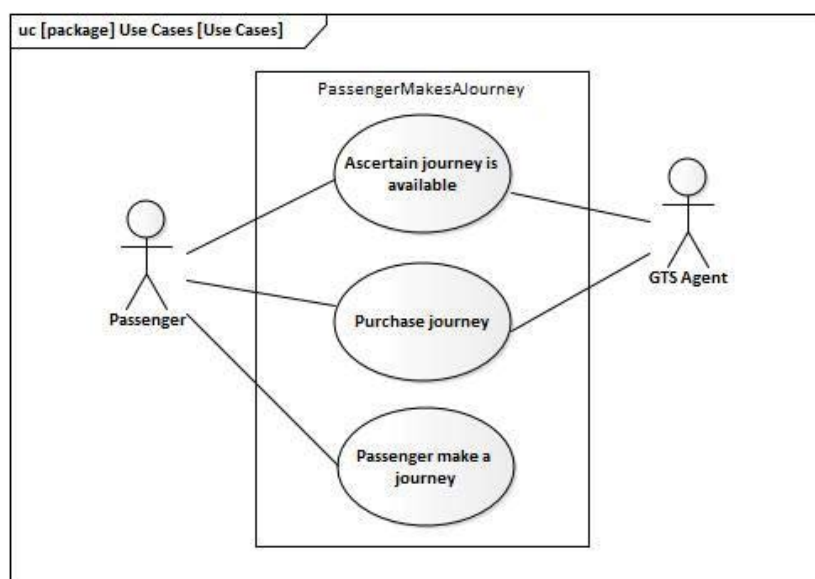 uc [package] Use Cases [Use Cases]
PassengerMakesAJourney
Ascertain journey is
available
Passenger
GTS Agent
Purchase journey
Passenger make a
journey